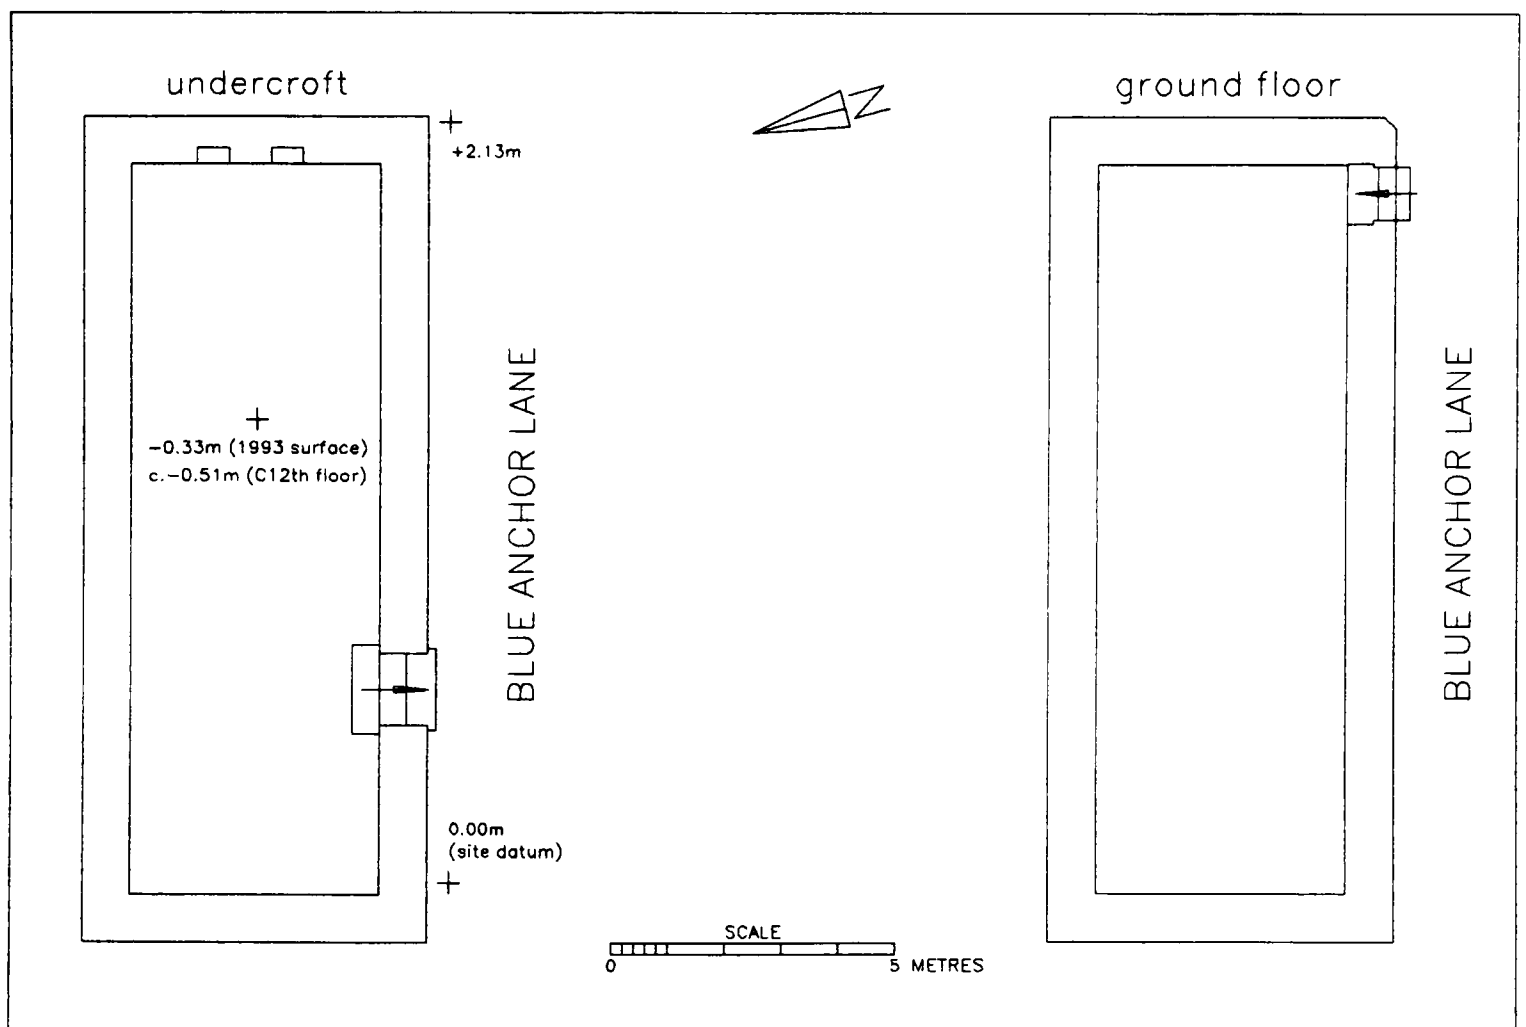 undercroft
ground floor
N
+2.13m
BLUE ANCHOR LANE
BLUE ANCHOR LANE
-0.33m (1993 surface)
c.-0.51m (C12th floor)
0.00m
(site datum)
SCALE
0 5 METRES